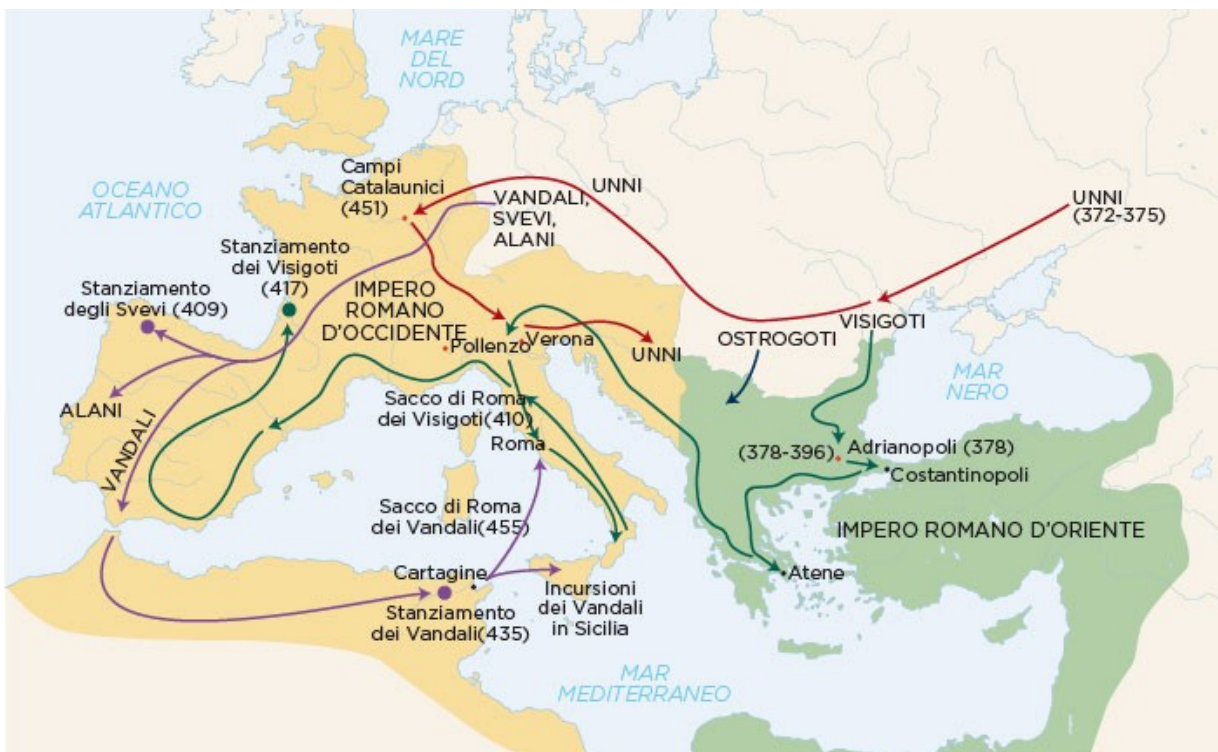 MARE
DEL
NORD
Campi
Catalaunici
(451)
UNNI
VANDALI,
SVEVI,
ALANI
UNNI
(372-375)
OCEANO
ATLANTICO
Stanziamento
dei Visigoti
(417)
Stanziamento
degli Svevi (409)
IMPERO
ROMANO
D'OCCIDENTE
Pollenzo
Verona
UNNI
OSTROGOTI
VISIGOTI
MAR
NERO
ALANI
VANDALI
Sacco di Roma
dei Visigoti(410)
Roma
(378-396)
Adrianopoli (378)
Costantinopoli
Sacco di Roma
dei Vandali(455)
IMPERO ROMANO D'ORIENTE
Cartagine
Stanziamento
dei Vandali(435)
Incursioni
dei Vandali
in Sicilia
Atene
MAR
MEDITERRANEO